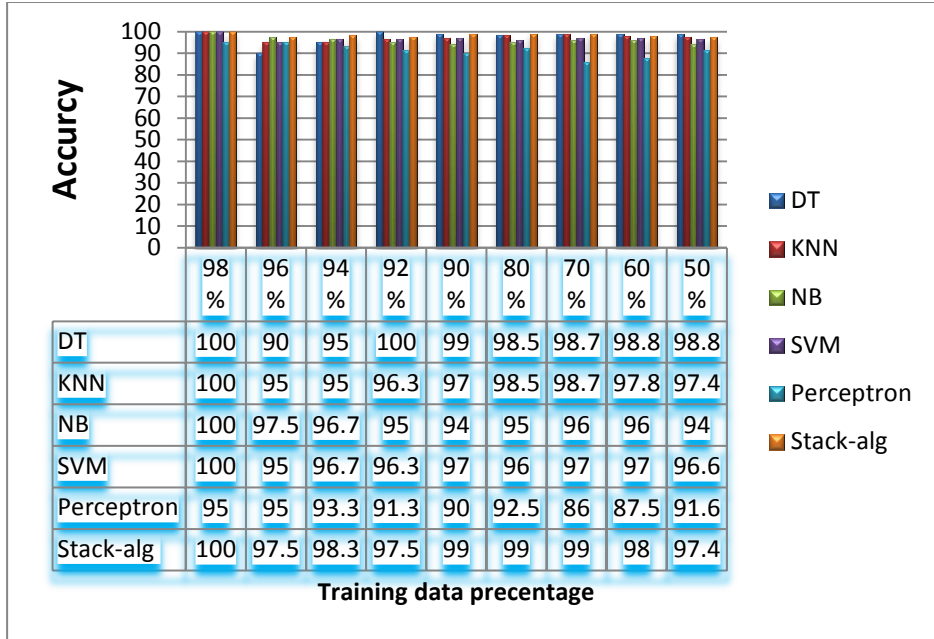 100
90
80
70
60
50
40
30
20
10
0
Accurcy
98 % 96 % 94 % 92 % 90 % 80 % 70 % 60 % 50 %
DT 100 90 95 100 99 98.5 98.7 98.8 98.8
KNN 100 95 95 96.3 97 98.5 98.7 97.8 97.4
NB 100 97.5 96.7 95 94 95 96 96 94
SVM 100 95 96.7 96.3 97 96 97 97 96.6
Perceptron 95 95 93.3 91.3 90 92.5 86 87.5 91.6
Stack-alg 100 97.5 98.3 97.5 99 99 99 98 97.4
Training data precentage
DT
KNN
NB
SVM
Perceptron
Stack-alg